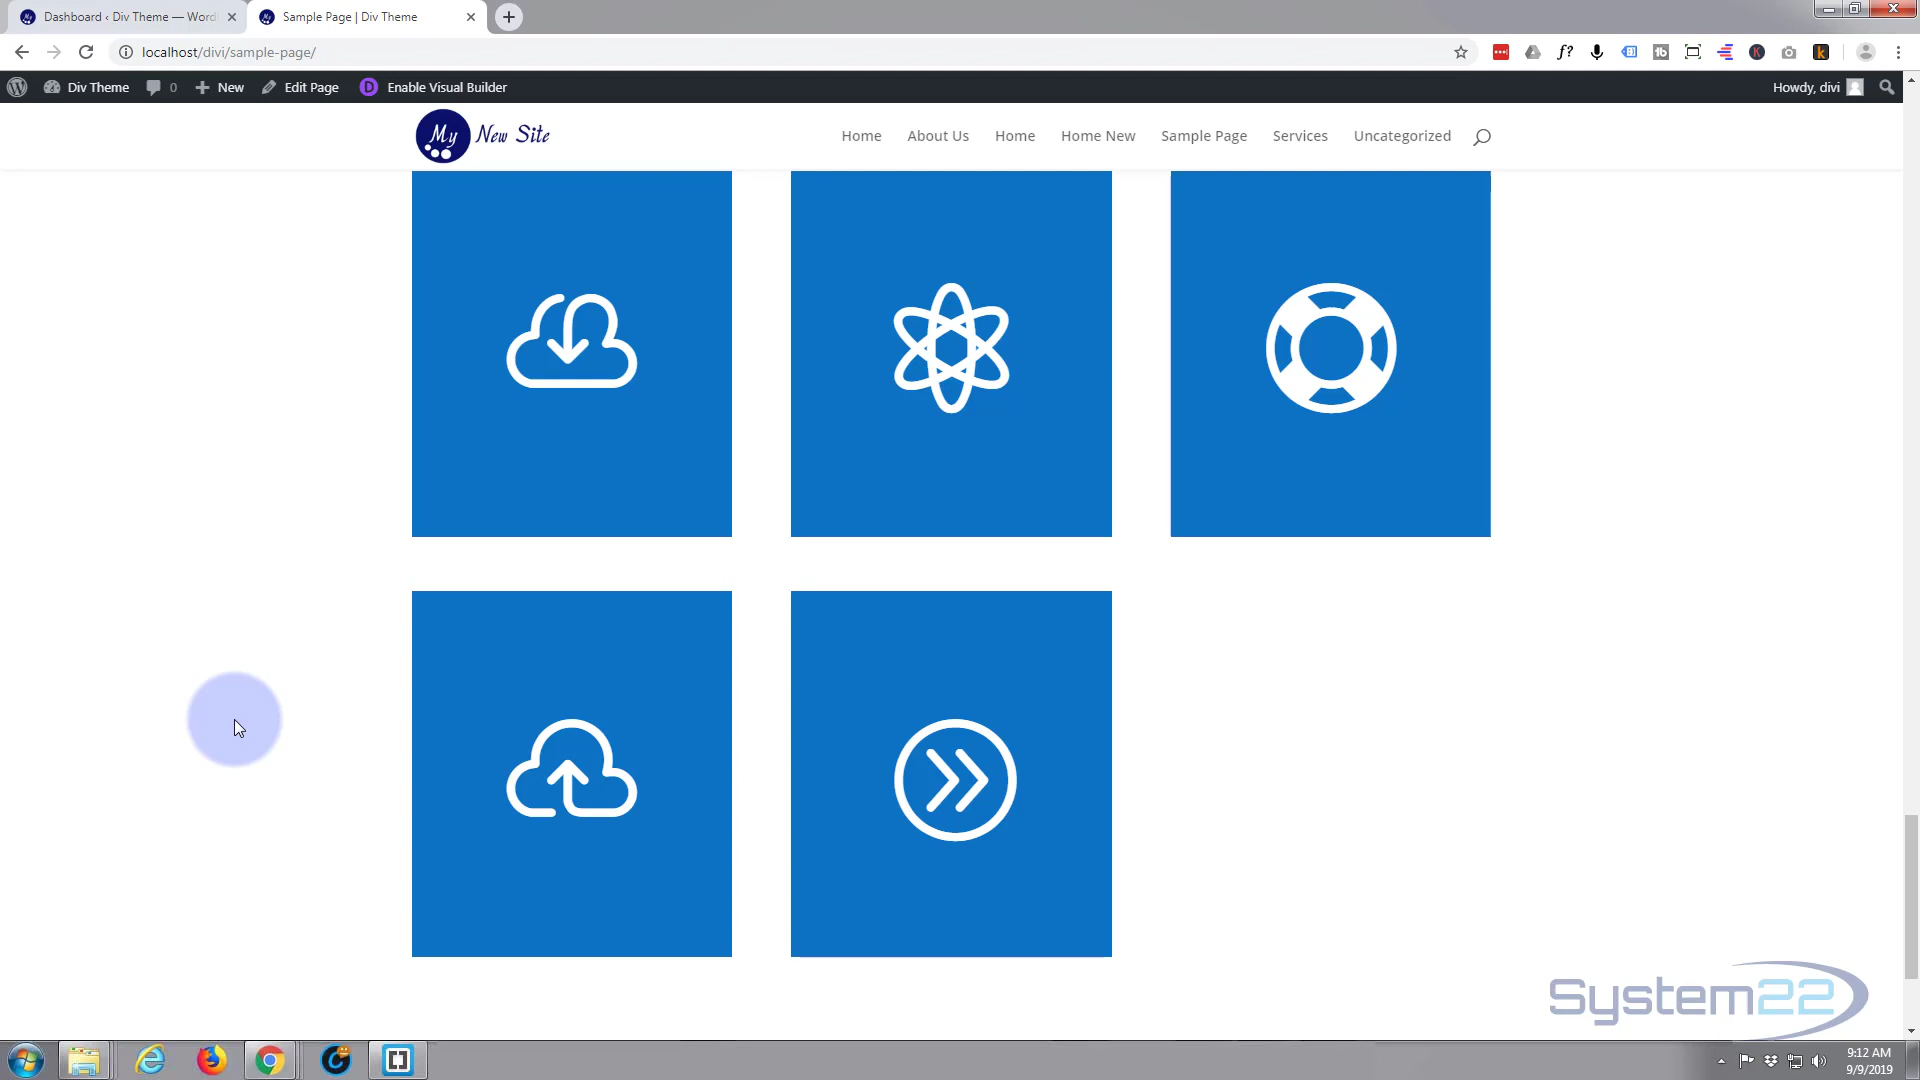 Dashboard ‹ Div Theme — Word
Sample Page | Div Theme
localhost/divi/sample-page/
Div Theme
0
New
Edit Page
D
Enable Visual Builder
Howdy, divi
My New Site
Home
About Us
Home
Home New
Sample Page
Services
Uncategorized
System22
9:12 AM
9/9/2019